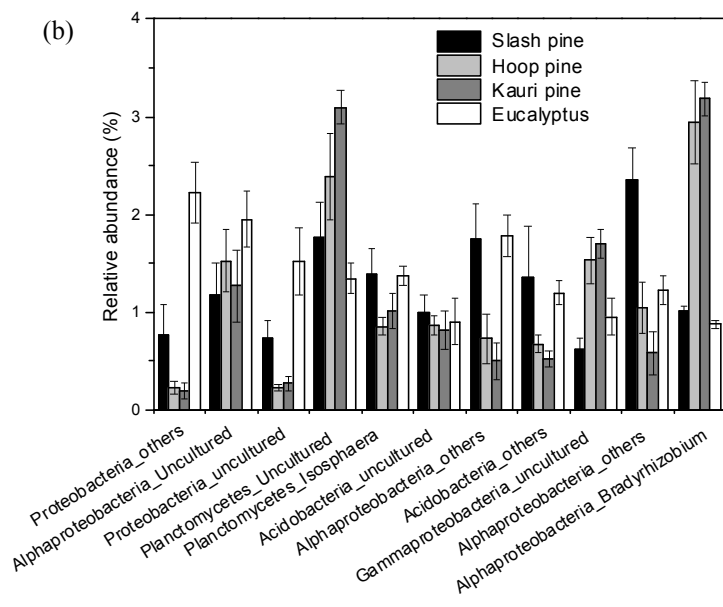 (b)
Slash pine
Hoop pine
Kauri pine
Eucalyptus
Relative abundance (%)
4
3
2
1
0
Proteobacteria_others
Alphaproteobacteria_Uncultured
Proteobacteria_uncultured
Planctomycetes_Uncultured
Planctomycetes_Isosphaera
Acidobacteria_uncultured
Alphaproteobacteria_others
Acidobacteria_others
Gammaproteobacteria_uncultured
Alphaproteobacteria_others
Alphaproteobacteria_Bradyrhizobium